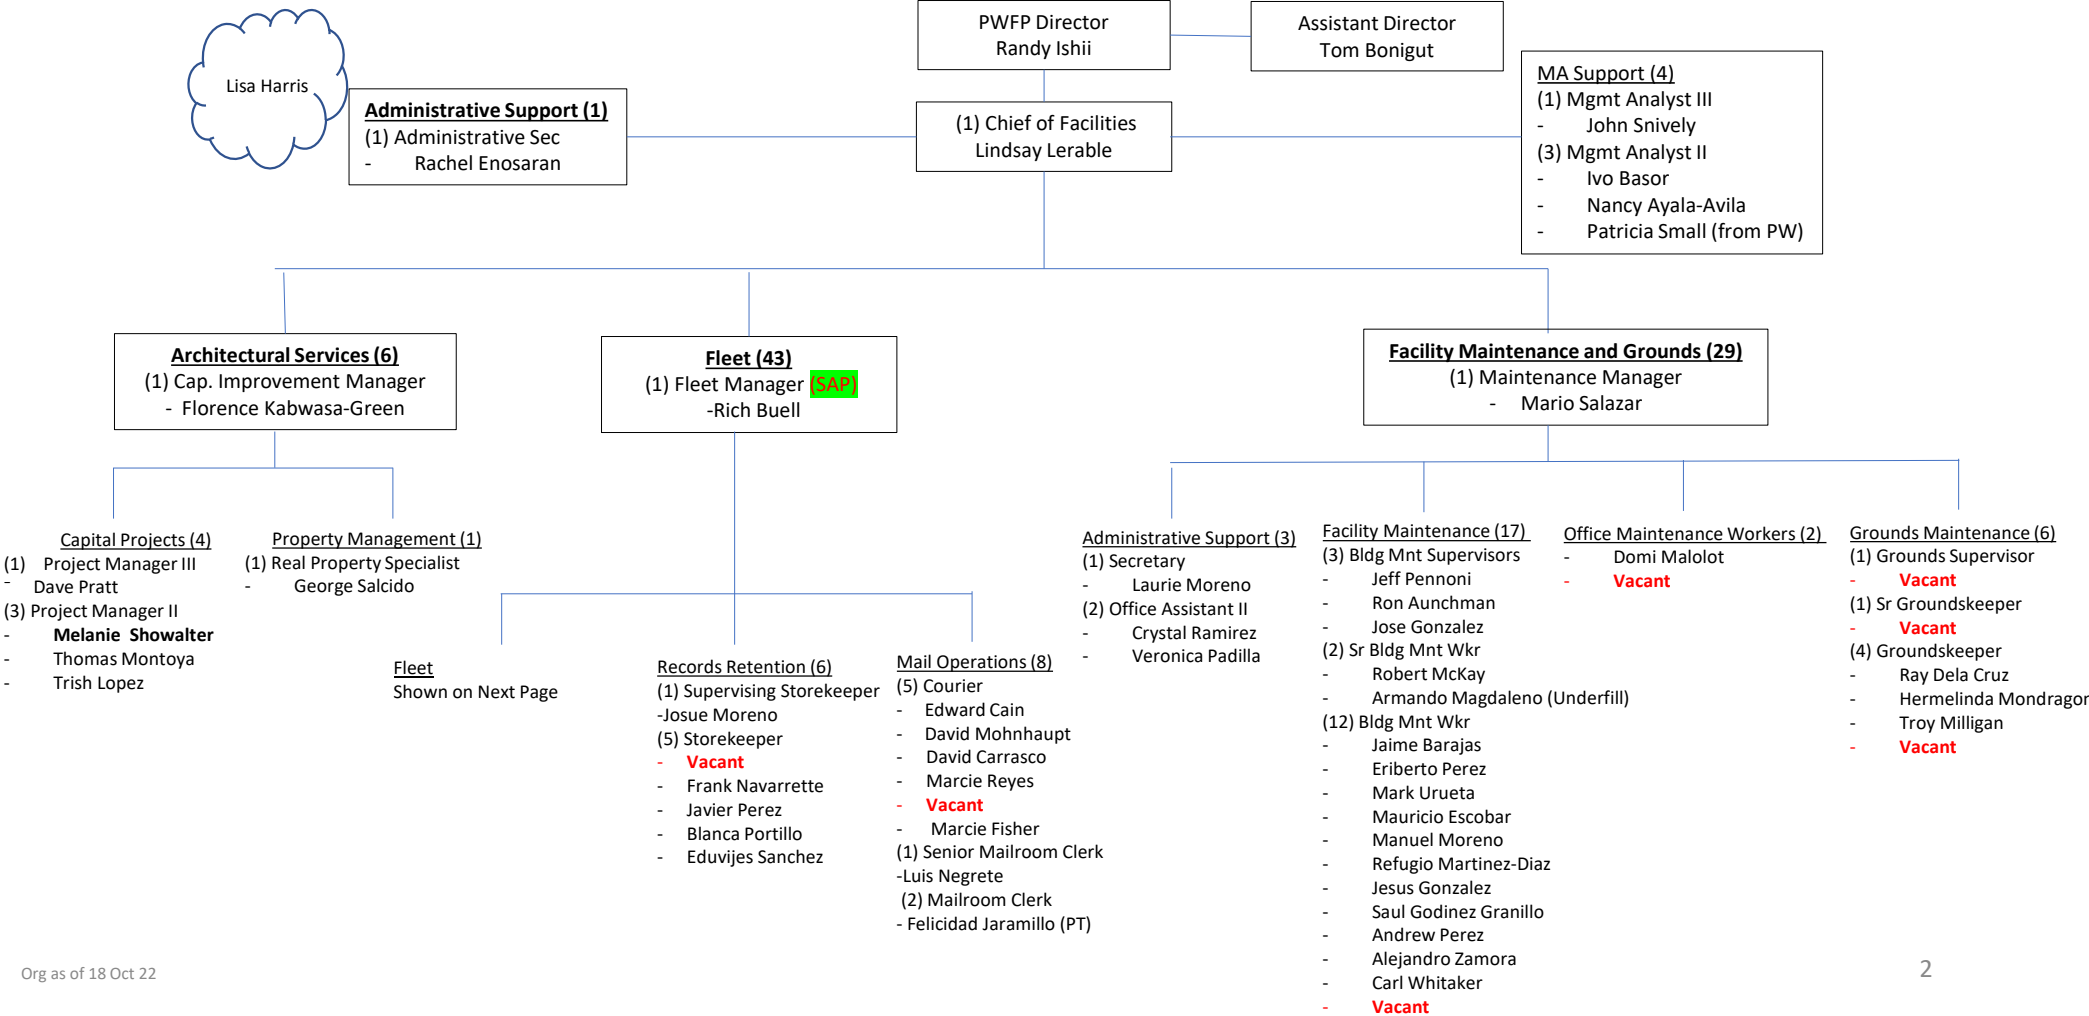 PWFP Director
Randy Ishii
Assistant Director
Tom Bonigut
Lisa Harris
Administrative Support (1)
(1) Administrative Sec
- Rachel Enosaran
(1) Chief of Facilities
Lindsay Lerable
MA Support (4)
(1) Mgmt Analyst III
- John Snively
(3) Mgmt Analyst II
- Ivo Basor
- Nancy Ayala-Avila
- Patricia Small (from PW)
Architectural Services (6)
(1) Cap. Improvement Manager
- Florence Kabwasa-Green
Fleet (43)
(1) Fleet Manager (SAP)
-Rich Buell
Facility Maintenance and Grounds (29)
(1) Maintenance Manager
- Mario Salazar
Capital Projects (4)
(1) Project Manager III
- Dave Pratt
(3) Project Manager II
- Melanie Showalter
- Thomas Montoya
- Trish Lopez
Property Management (1)
(1) Real Property Specialist
- George Salcido
Fleet
Shown on Next Page
Records Retention (6)
(1) Supervising Storekeeper
-Josue Moreno
(5) Storekeeper
- Vacant
- Frank Navarrette
- Javier Perez
- Blanca Portillo
- Eduvijes Sanchez
Mail Operations (8)
(5) Courier
- Edward Cain
- David Mohnhaupt
- David Carrasco
- Marcie Reyes
- Vacant
- Marcie Fisher
(1) Senior Mailroom Clerk
-Luis Negrete
(2) Mailroom Clerk
- Felicidad Jaramillo (PT)
Administrative Support (3)
(1) Secretary
- Laurie Moreno
(2) Office Assistant II
- Crystal Ramirez
- Veronica Padilla
Facility Maintenance (17)
(3) Bldg Mnt Supervisors
- Jeff Pennoni
- Ron Aunchman
- Jose Gonzalez
(2) Sr Bldg Mnt Wkr
- Robert McKay
- Armando Magdaleno (Underfill)
(12) Bldg Mnt Wkr
- Jaime Barajas
- Eriberto Perez
- Mark Urueta
- Mauricio Escobar
- Manuel Moreno
- Refugio Martinez-Diaz
- Jesus Gonzalez
- Saul Godinez Granillo
- Andrew Perez
- Alejandro Zamora
- Carl Whitaker
- Vacant
Office Maintenance Workers (2)
- Domi Malolot
- Vacant
Grounds Maintenance (6)
(1) Grounds Supervisor
- Vacant
(1) Sr Groundskeeper
- Vacant
(4) Groundskeeper
- Ray Dela Cruz
- Hermelinda Mondragon
- Troy Milligan
- Vacant
Org as of 18 Oct 22
2